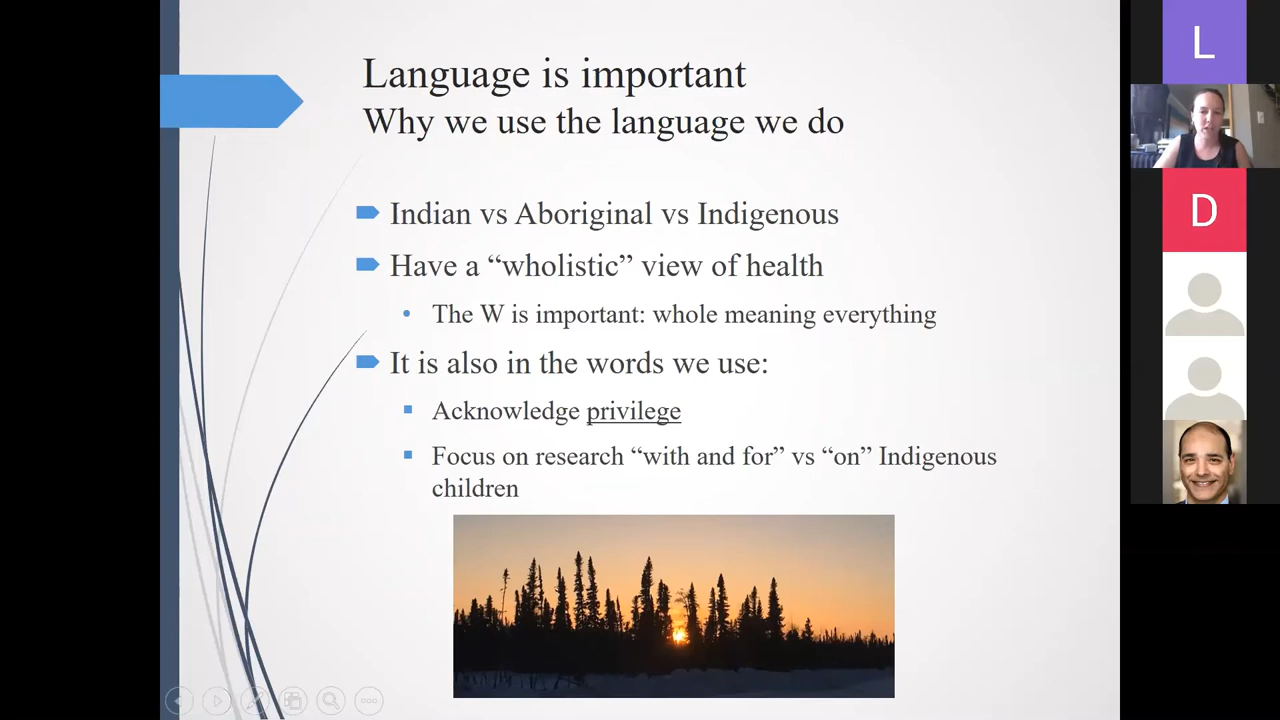 Language is important
Why we use the language we do
Indian vs Aboriginal vs Indigenous
Have a “wholistic” view of health
The W is important: whole meaning everything
It is also in the words we use:
Acknowledge privilege
Focus on research “with and for” vs “on” Indigenous
children
L
D